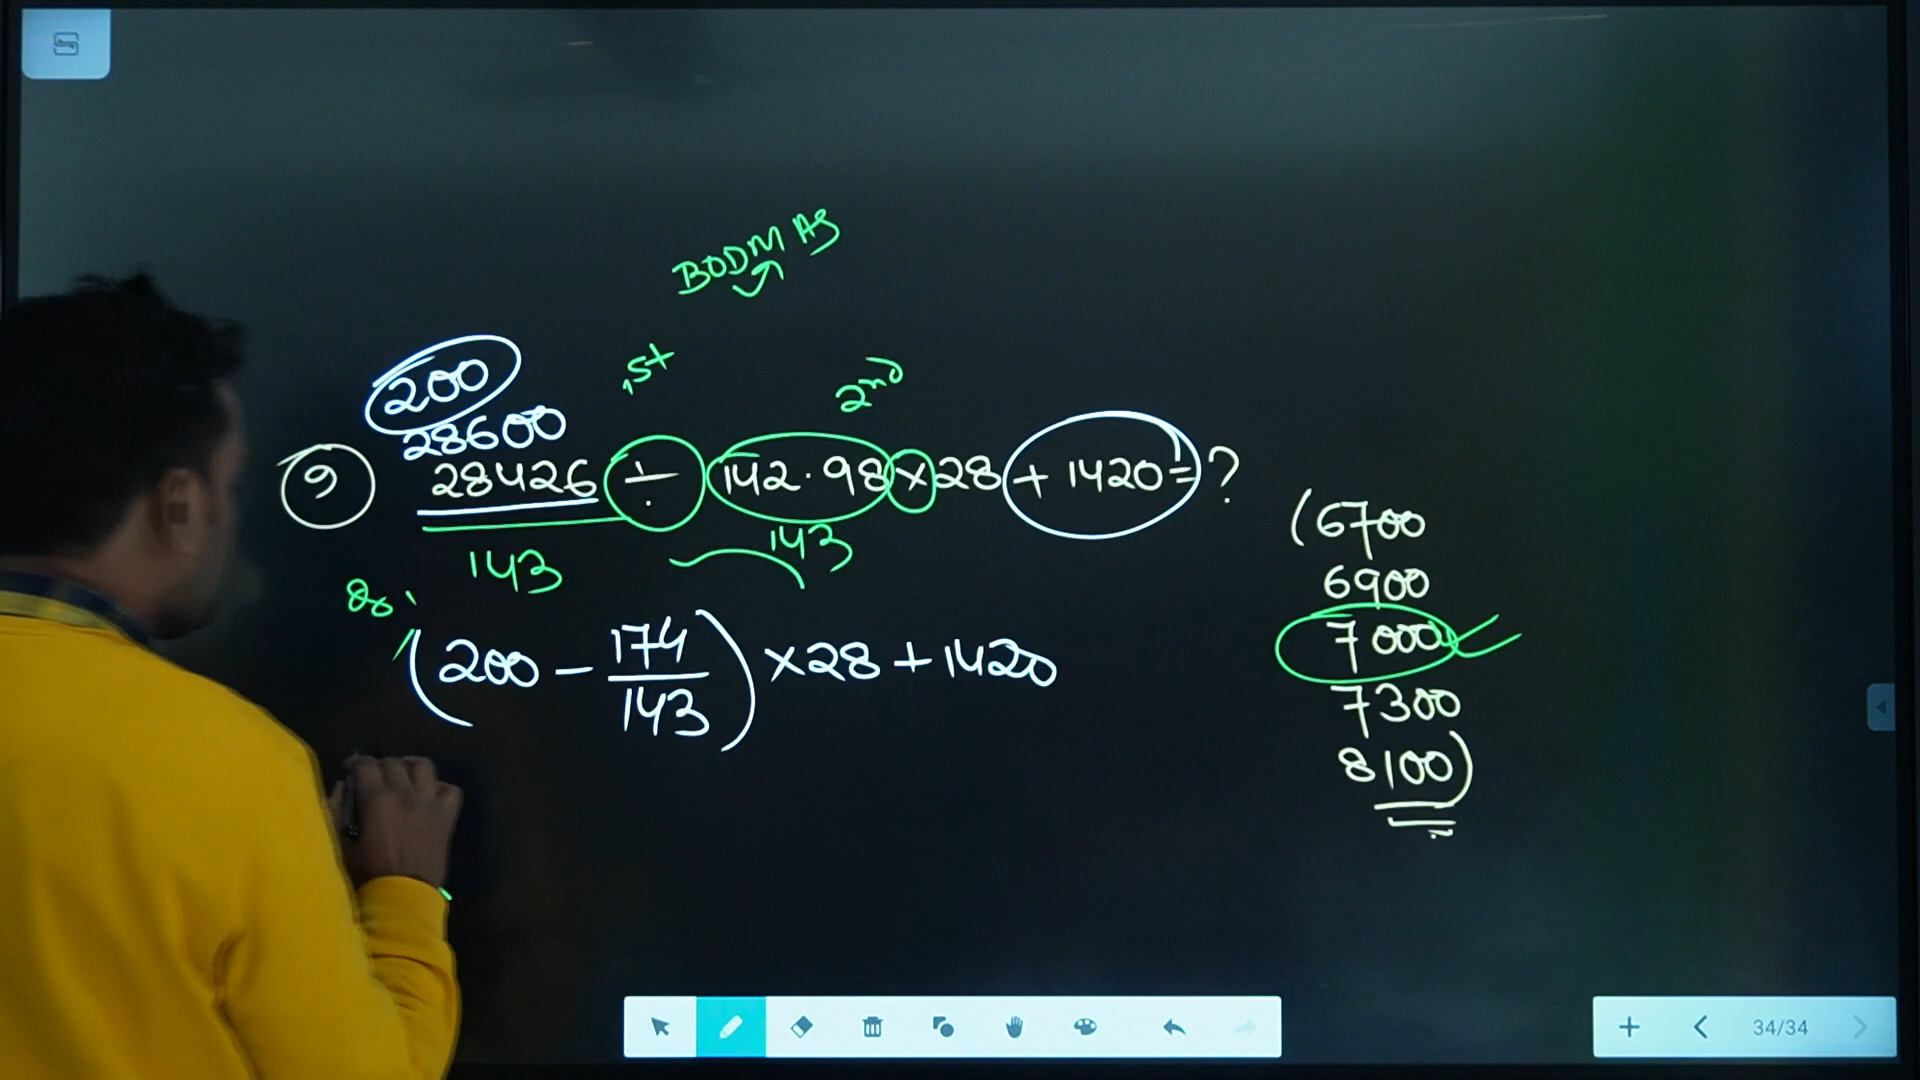 BODMAS
200
1st
2nd
28600
9 28426 ÷ 142.98 × 28 + 1420 = ?
143
143
(200 - 174/143) × 28 + 1420
(6700
6900
7000
7300
8100)
34/34